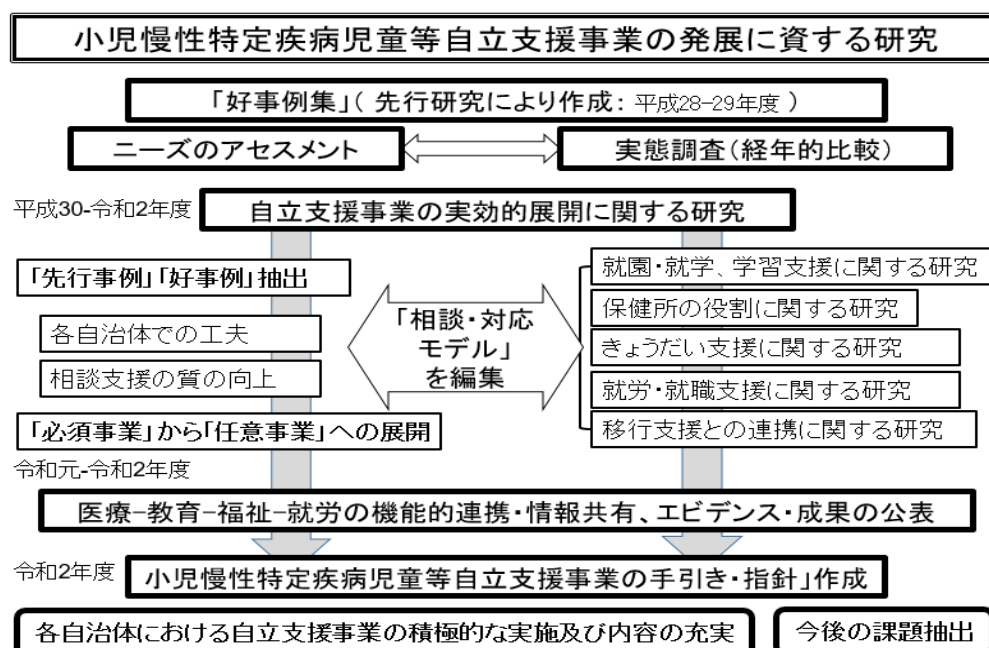 小児慢性特定疾病児童等自立支援事業の発展に資する研究
「好事例集」( 先行研究により作成: 平成28-29年度 )
ニーズのアセスメント
実態調査(経年的比較)
平成30-令和2年度
自立支援事業の実効的展開に関する研究
「先行事例」「好事例」抽出
各自治体での工夫
相談支援の質の向上
「必須事業」から「任意事業」への展開
「相談・対応
モデル」
を編集
就園・就学、学習支援に関する研究
保健所の役割に関する研究
きょうだい支援に関する研究
就労・就職支援に関する研究
移行支援との連携に関する研究
令和元-令和2年度
医療-教育-福祉-就労の機能的連携・情報共有、エビデンス・成果の公表
令和2年度
小児慢性特定疾病児童等自立支援事業の手引き・指針」作成
各自治体における自立支援事業の積極的な実施及び内容の充実
今後の課題抽出